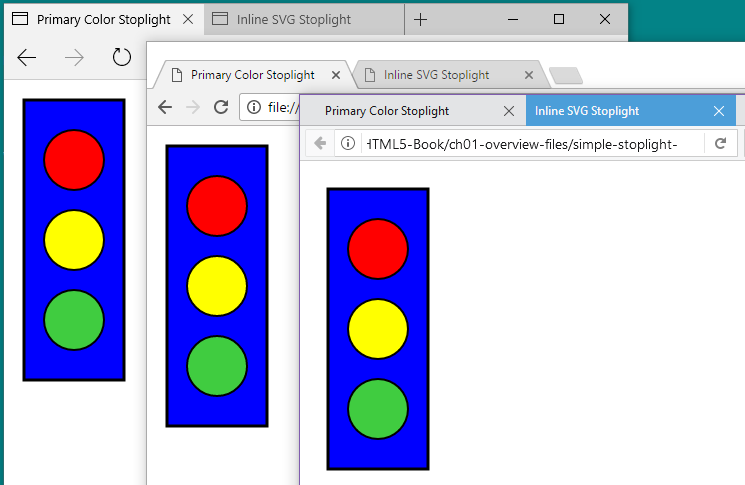 Primary Color Stoplight
Inline SVG Stoplight
Primary Color Stoplight
Inline SVG Stoplight
file://
Primary Color Stoplight
Inline SVG Stoplight
HTML5-Book/ch01-overview-files/simple-stoplight-